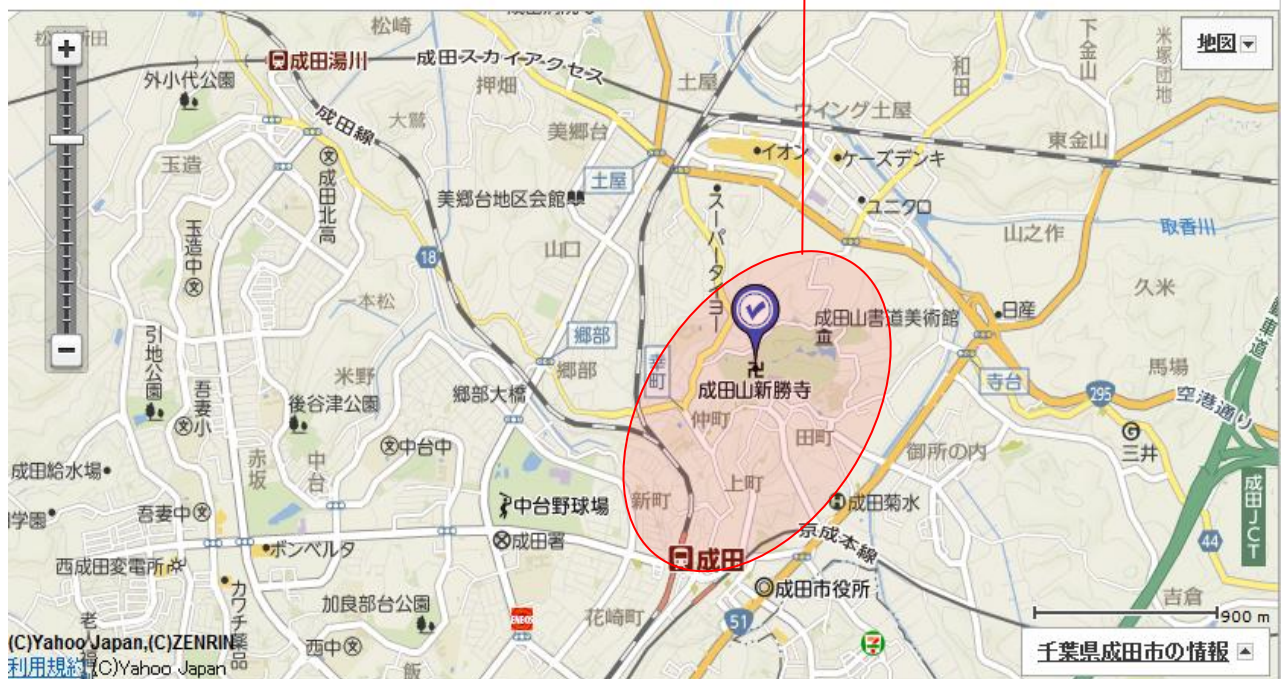 松崎
地図
下金山
米塚団地
成田湯川
成田スカイアクセス
土屋
和田
外小代公園
押畑
ウイング土屋
成田線
大鷲
美郷台
東金山
イオン
ケーズデンキ
玉造
成田北高
土屋
美郷台地区会館
スーパータイヨー
ユニクロ
取香川
山之作
山口
玉造中
18
久米
一本松
成田山書道美術館
日産
引地公園
郷部
幸町
馬場
郷部
成田山新勝寺
寺台
295
空港通り
米野
吾妻小
後谷津公園
郷部大橋
仲町
田町
三井
御所の内
中台中
赤坂
中台
成田給水場
上町
新町
中台野球場
成田菊水
成田JCT
学園
吾妻中
京成本線
44
ボンベルタ
成田署
成田
西成田変電所
カワチ薬品
成田市役所
加良部台公園
吉倉
ENEOS
花崎町
51
900 m
(C)Yahoo Japan,(C)ZENRIN
西中
千葉県成田市の情報
利用規約 (C)Yahoo Japan
飯